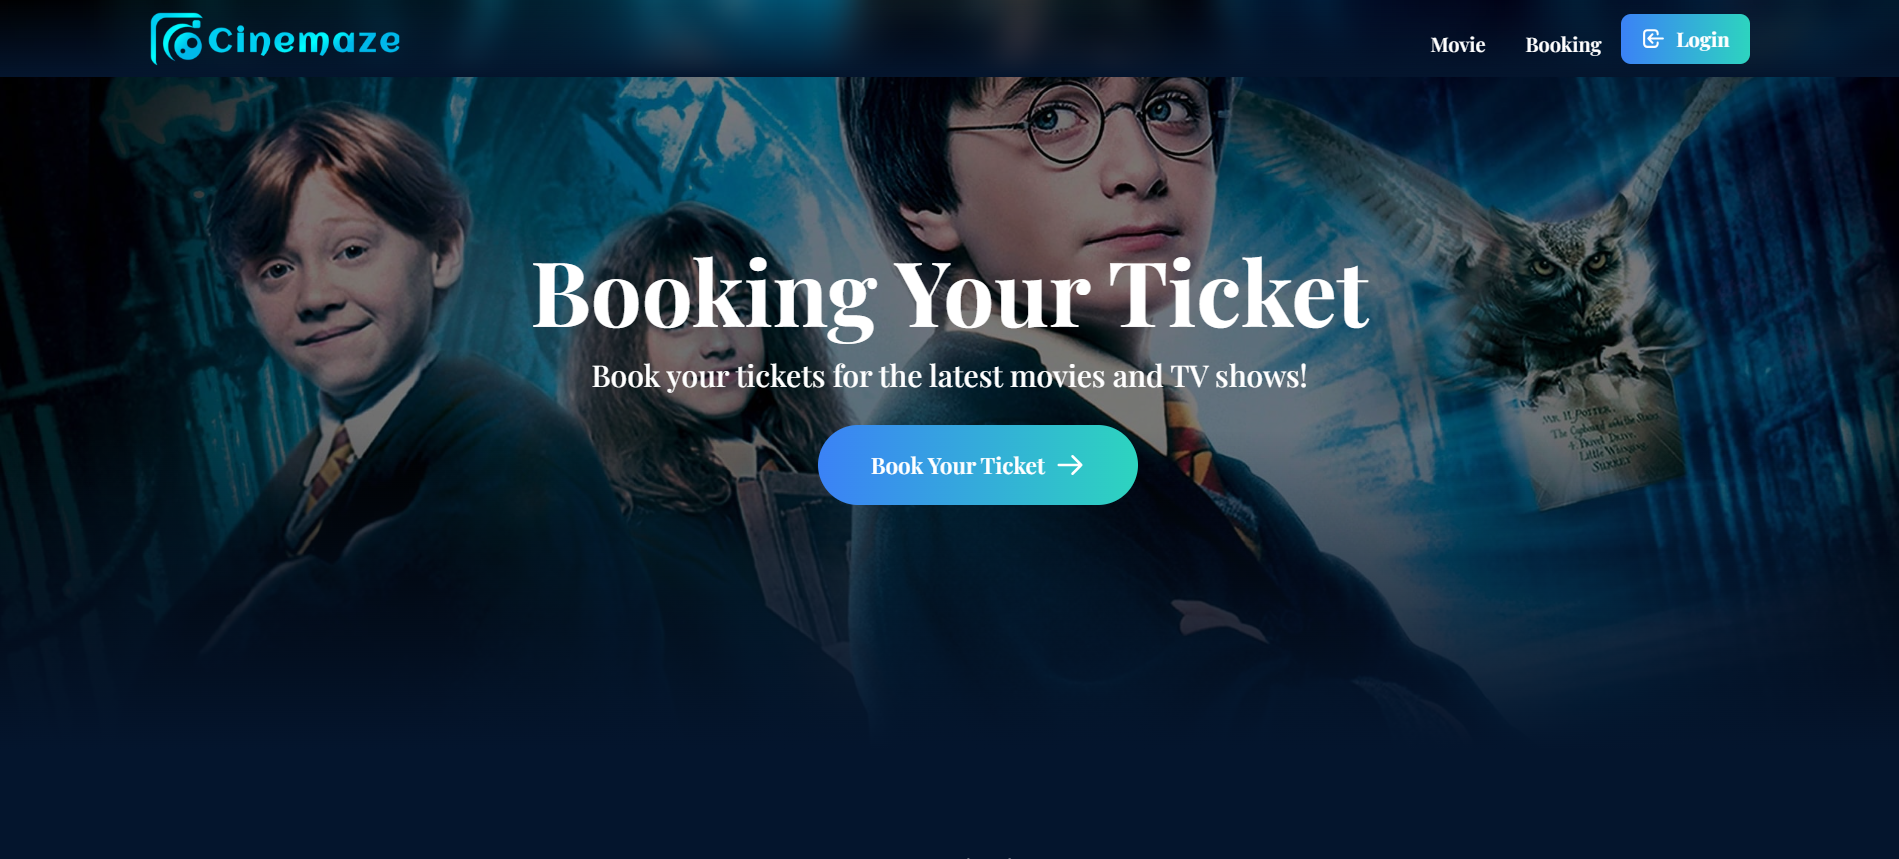 Cinemaze
Movie
Booking
Login
Booking Your Ticket
Book your tickets for the latest movies and TV shows!
Book Your Ticket
MR. H. POTTER,
The Cupboard under the Stairs,
4, Privet Drive,
Little Whinging,
SURREY